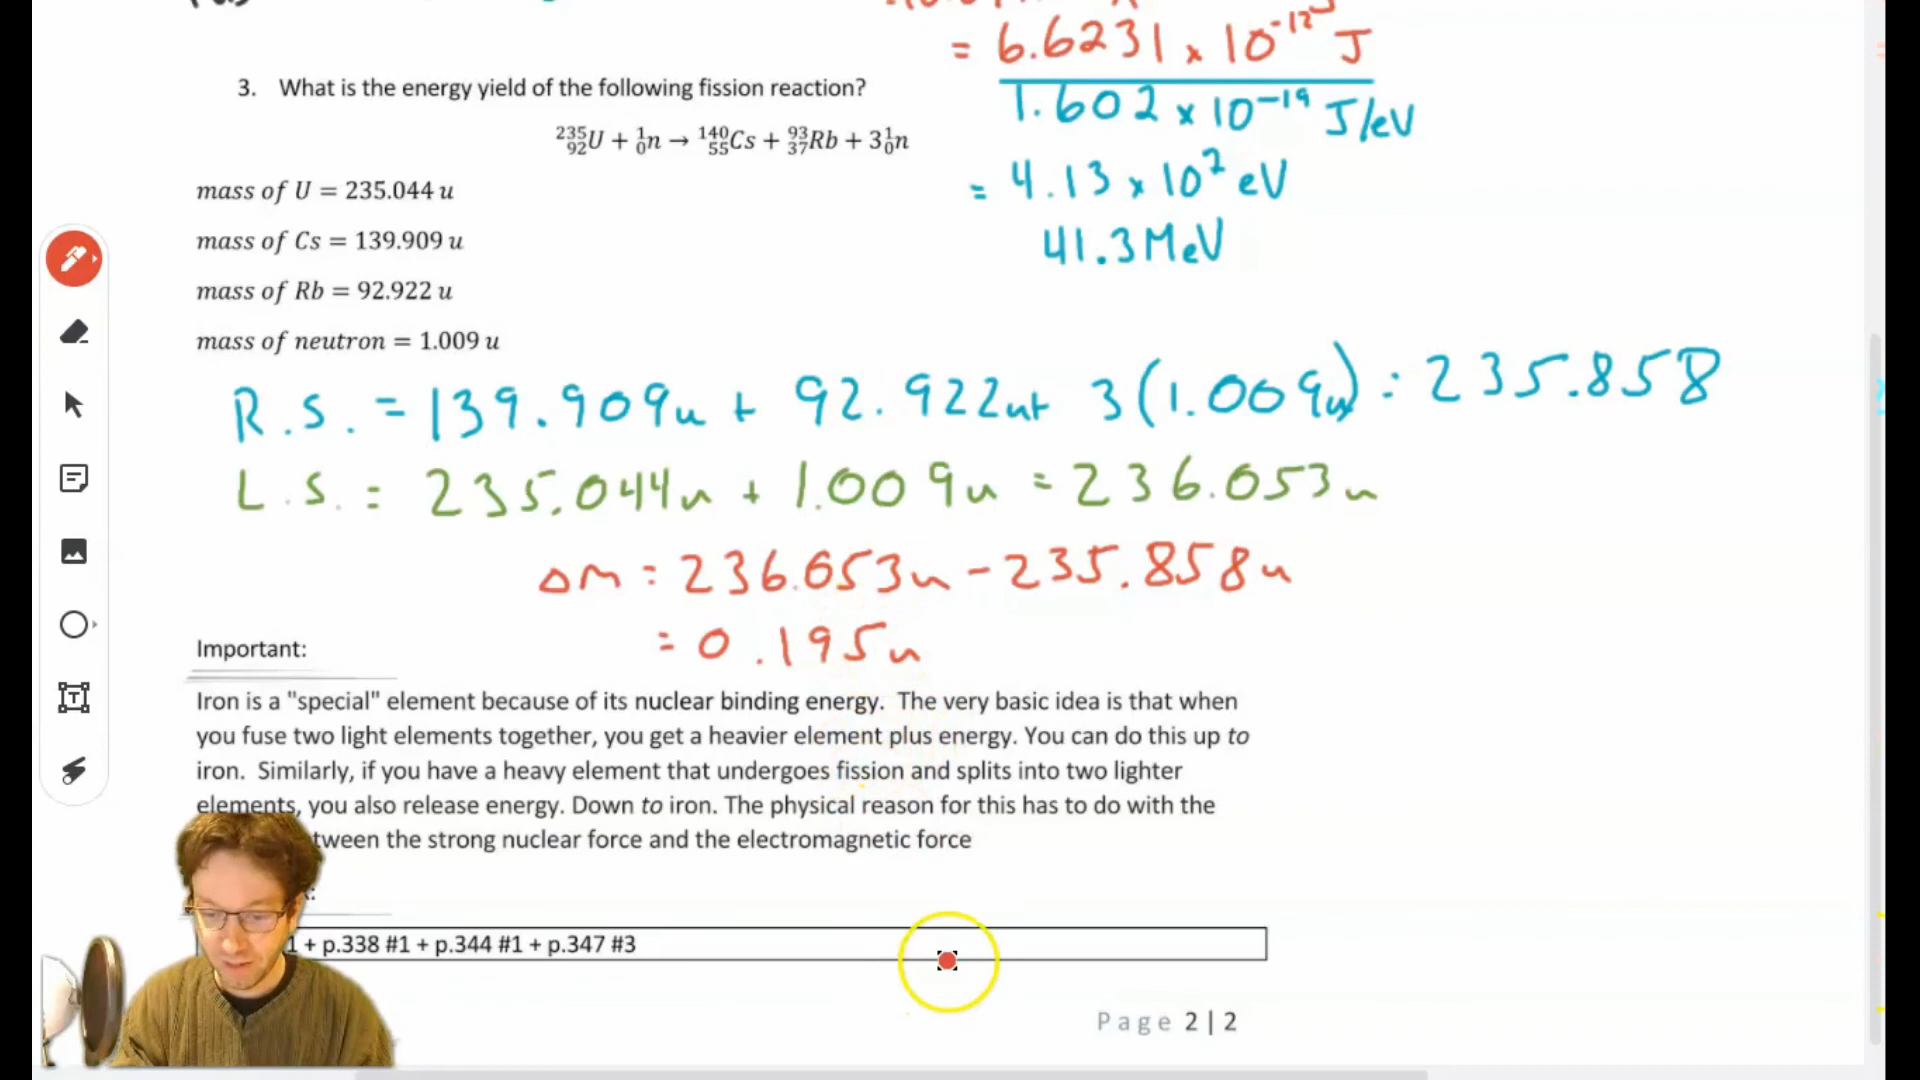 = 6.6231 x 10⁻¹² J
1.602 x 10⁻¹⁹ J/eV
3. What is the energy yield of the following fission reaction?
²³⁵₉₂U + ¹₀n → ¹⁴⁰₅₅Cs + ⁹³₃₇Rb + 3¹₀n
= 4.13 x 10⁷ eV
mass of U = 235.044 u
41.3 MeV
mass of Cs = 139.909 u
mass of Rb = 92.922 u
mass of neutron = 1.009 u
R.S. = 139.909u + 92.922u + 3(1.009u) = 235.858
L.S. = 235.044u + 1.009u = 236.053u
Δm = 236.053u - 235.858u
= 0.195u
Important:
Iron is a "special" element because of its nuclear binding energy. The very basic idea is that when
you fuse two light elements together, you get a heavier element plus energy. You can do this up to
iron. Similarly, if you have a heavy element that undergoes fission and splits into two lighter
elements, you also release energy. Down to iron. The physical reason for this has to do with the
tween the strong nuclear force and the electromagnetic force
1 + p.338 #1 + p.344 #1 + p.347 #3
Page 2|2